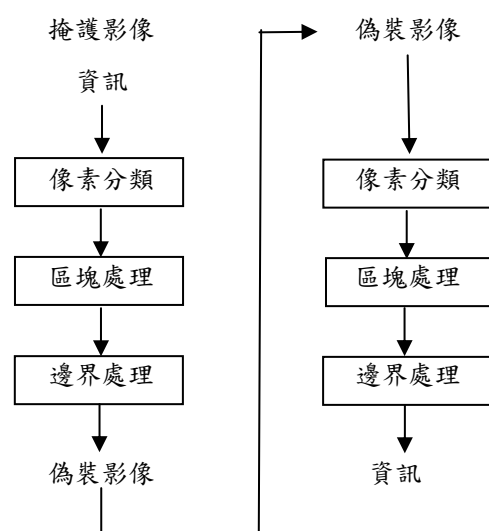 掩護影像
資訊
像素分類
區塊處理
邊界處理
偽裝影像
偽裝影像
像素分類
區塊處理
邊界處理
資訊